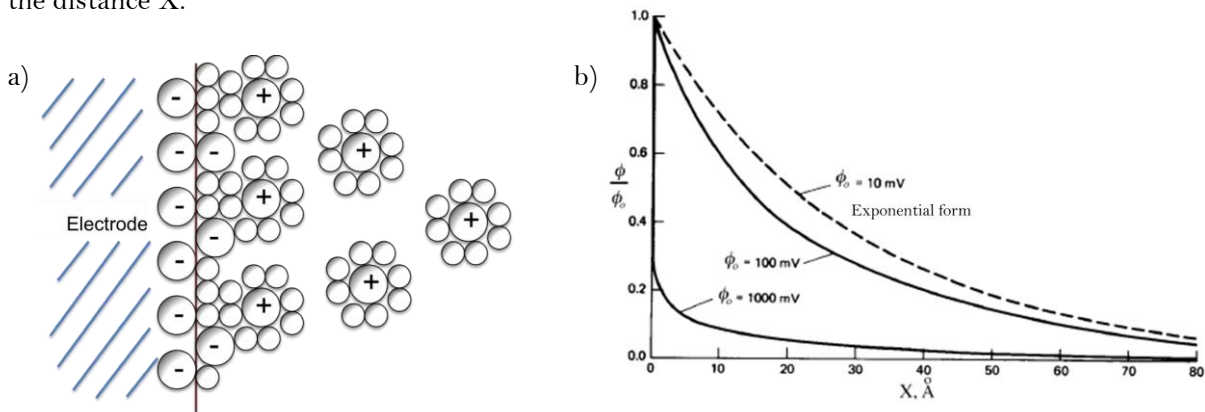 the distance X.
a)
b)
- + - + - - + - + - + - - + - + -
Electrode
1.0
0.8
0.6
0.4
0.2
0.0
ϕ
ϕₒ
ϕₒ = 10 mV
Exponential form
ϕₒ = 100 mV
ϕₒ = 1000 mV
0 10 20 30 40 50 60 70 80
X, Å